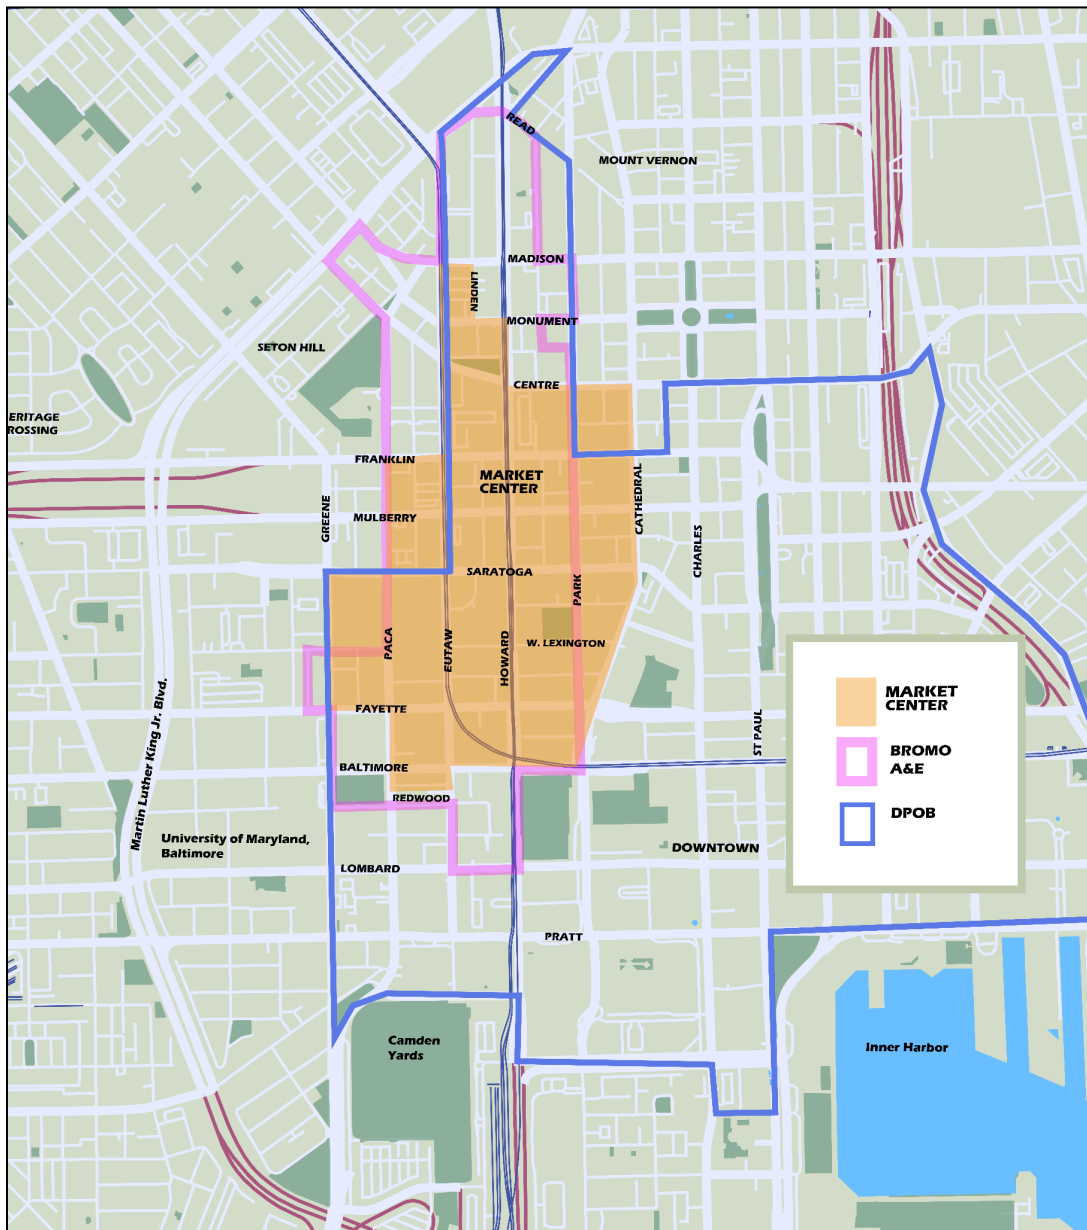 READ
MOUNT VERNON
MADISON
LINDEN
MONUMENT
SETON HILL
CENTRE
ERITAGE
ROSSING
FRANKLIN
MARKET
CENTER
GREENE
MULBERRY
CATHEDRAL
CHARLES
SARATOGA
PARK
PACA
EUTAW
HOWARD
W. LEXINGTON
FAYETTE
ST PAUL
MARKET
CENTER
BROMO
A&E
DPOB
BALTIMORE
REDWOOD
Martin Luther King Jr. Blvd.
University of Maryland,
Baltimore
DOWNTOWN
LOMBARD
PRATT
Camden
Yards
Inner Harbor